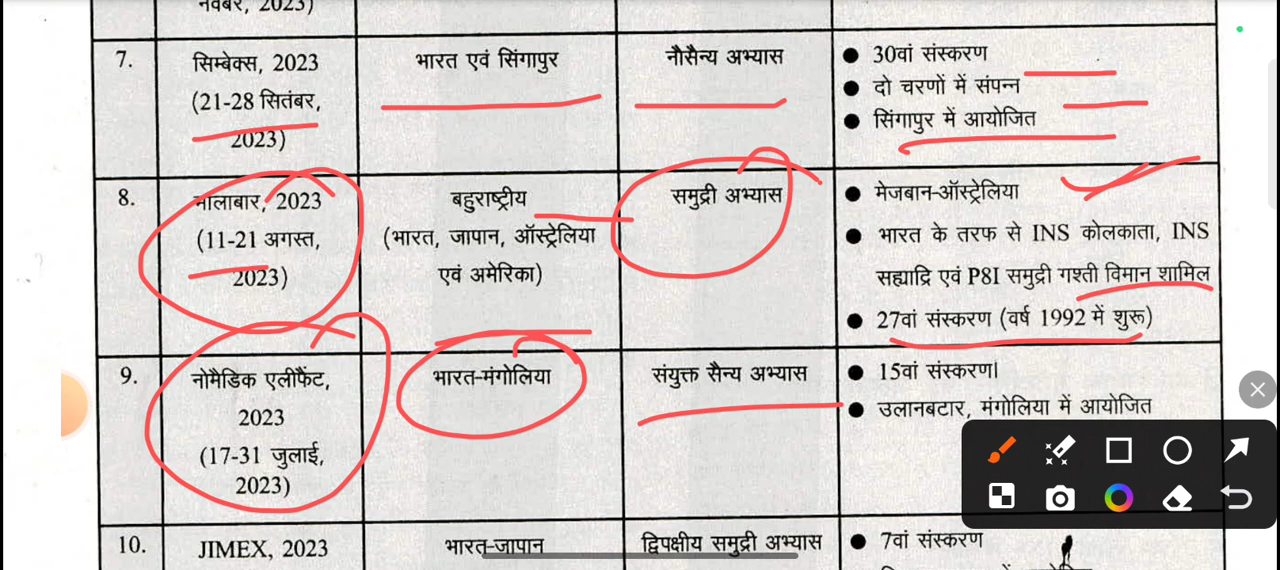 नवंबर, 2023)
7. सिम्बेक्स, 2023 (21-28 सितंबर, 2023)
भारत एवं सिंगापुर
नौसैन्य अभ्यास
● 30वां संस्करण
● दो चरणों में संपन्न
● सिंगापुर में आयोजित
8. मालाबार, 2023 (11-21 अगस्त, 2023)
बहुराष्ट्रीय
(भारत, जापान, ऑस्ट्रेलिया
एवं अमेरिका)
समुद्री अभ्यास
● मेजबान-ऑस्ट्रेलिया
● भारत के तरफ से INS कोलकाता, INS
सह्याद्रि एवं P8I समुद्री गश्ती विमान शामिल
● 27वां संस्करण (वर्ष 1992 में शुरू)
9. नोमैडिक एलीफैंट,
2023
(17-31 जुलाई,
2023)
भारत-मंगोलिया
संयुक्त सैन्य अभ्यास
● 15वां संस्करण।
● उलानबटार, मंगोलिया में आयोजित
10. JIMEX, 2023
भारत-जापान
द्विपक्षीय समुद्री अभ्यास
● 7वां संस्करण